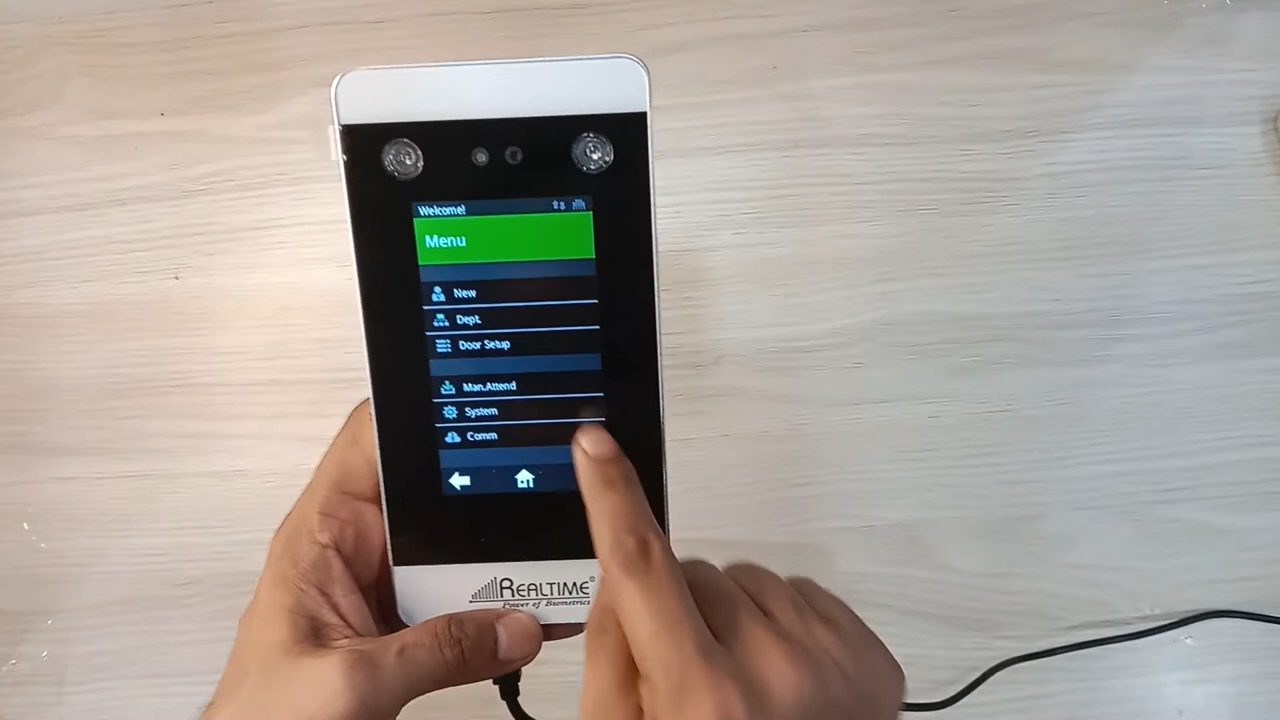 Welcome!
Menu
New
Dept.
Door Setup
Man.Attend
System
Comm
REALTIME®
Power of Biometrics